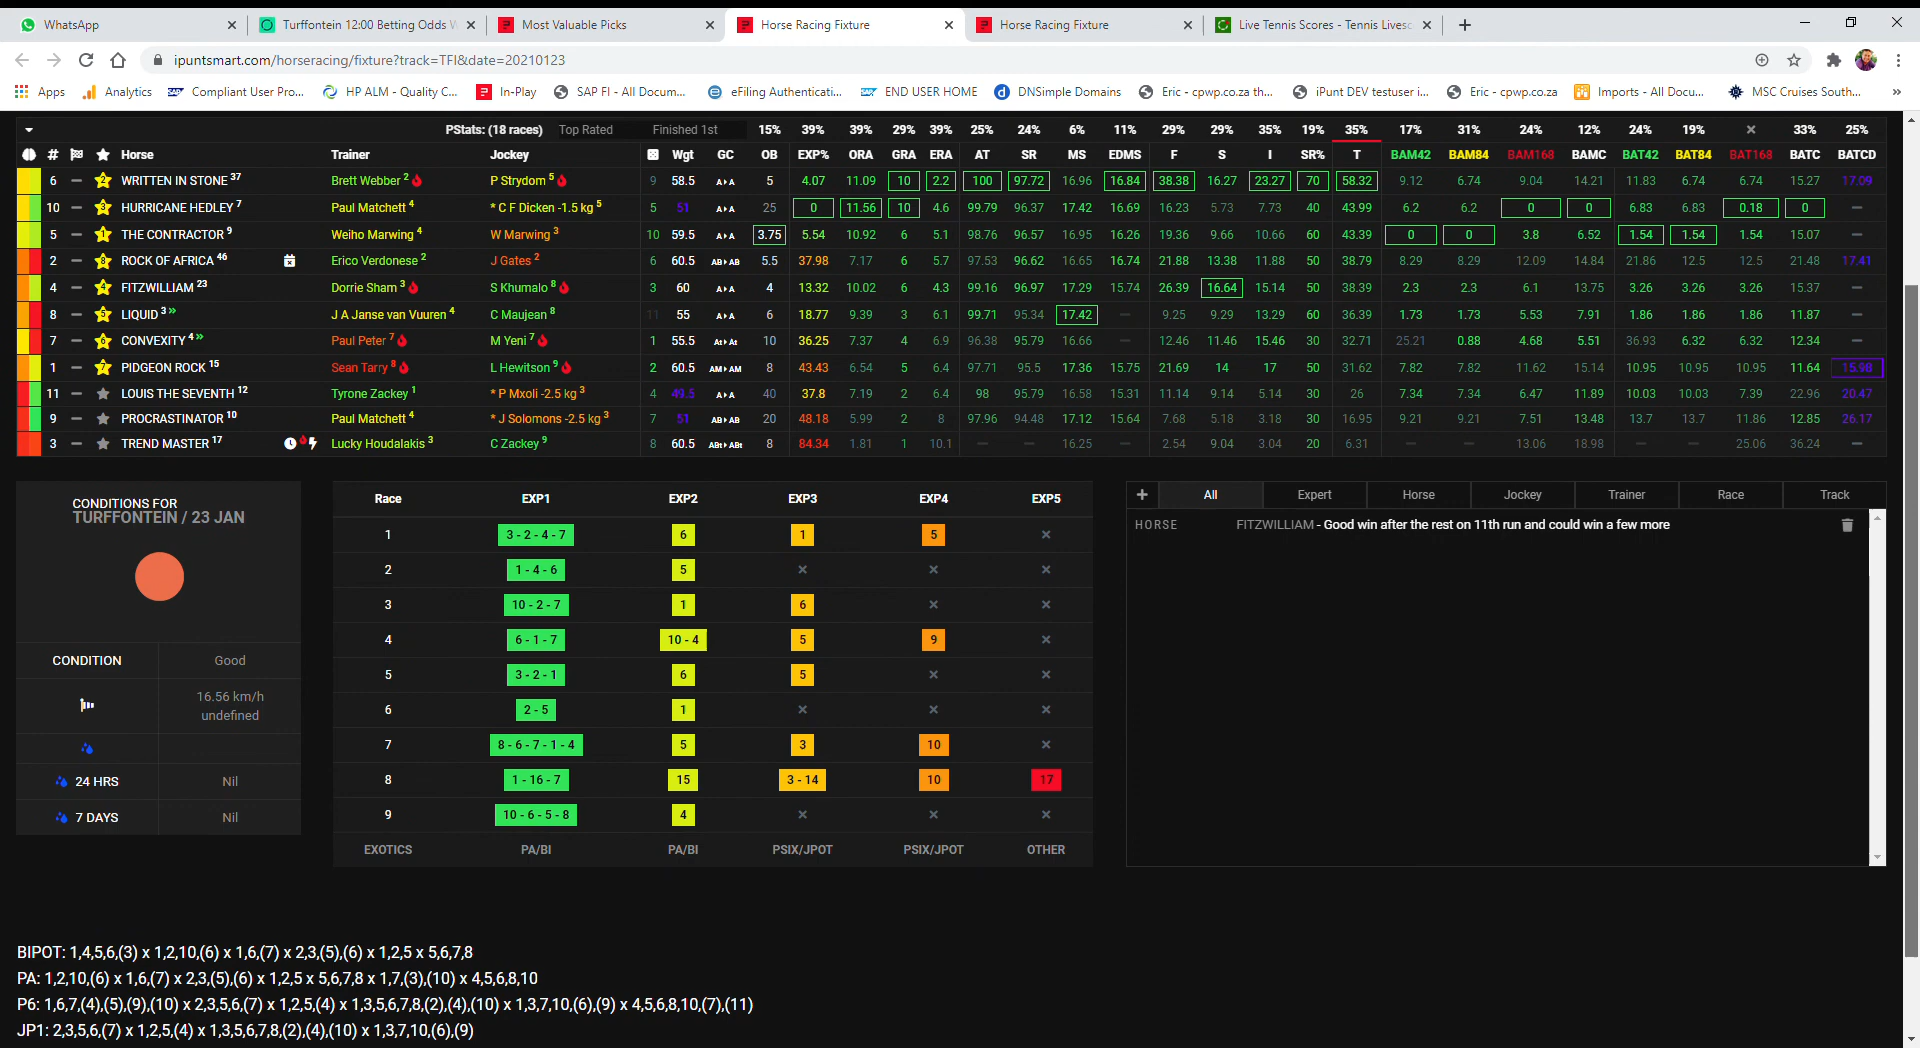 WhatsApp
Turffontein 12:00 Betting Odds W
Most Valuable Picks
Horse Racing Fixture
Horse Racing Fixture
Live Tennis Scores - Tennis Livesc
ipuntsmart.com/horseracing/fixture?track=TFI&date=20210123
Apps Analytics Compliant User Pro... HP ALM - Quality C... In-Play SAP FI - All Docum... eFiling Authenticati... END USER HOME DNSimple Domains Eric - cpwp.co.za th... iPunt DEV testuser i... Eric - cpwp.co.za Imports - All Docu... MSC Cruises South... »
PStats: (18 races) Top Rated Finished 1st 15% 39% 39% 29% 39% 25% 24% 6% 11% 29% 29% 35% 19% 35% 17% 31% 24% 12% 24% 19% × 33% 25%
# Horse Trainer Jockey Wgt GC OB EXP% ORA GRA ERA AT SR MS EDMS F S I SR% T BAM42 BAM84 BAM168 BAMC BAT42 BAT84 BAT168 BATC BATCD
6 – 2 WRITTEN IN STONE 37 Brett Webber 2 P Strydom 5 9 58.5 A▸A 5 4.07 11.09 10 2.2 100 97.72 16.96 16.84 38.38 16.27 23.27 70 58.32 9.12 6.74 9.04 14.21 11.83 6.74 6.74 15.27 17.09
10 – 3 HURRICANE HEDLEY 7 Paul Matchett 4 * C F Dicken -1.5 kg 5 5 51 A▸A 25 0 11.56 10 4.6 99.79 96.37 17.42 16.69 16.23 5.73 7.73 40 43.99 6.2 6.2 0 0 6.83 6.83 0.18 0 —
5 – 1 THE CONTRACTOR 9 Weiho Marwing 4 W Marwing 3 10 59.5 A▸A 3.75 5.54 10.92 6 5.1 98.76 96.57 16.95 16.26 19.36 9.66 10.66 60 43.39 0 0 3.8 6.52 1.54 1.54 1.54 15.07 —
2 – 8 ROCK OF AFRICA 46 Erico Verdonese 2 J Gates 2 6 60.5 AB▸AB 5.5 37.98 7.17 6 5.7 97.53 96.62 16.65 16.74 21.88 13.38 11.88 50 38.79 8.29 8.29 12.09 14.84 21.86 12.5 12.5 21.48 17.41
4 – 4 FITZWILLIAM 23 Dorrie Sham 3 S Khumalo 8 3 60 A▸A 4 13.32 10.02 6 4.3 99.16 96.97 17.29 15.74 26.39 16.64 15.14 50 38.39 2.3 2.3 6.1 13.75 3.26 3.26 3.26 15.37 —
8 – 5 LIQUID 3 » J A Janse van Vuuren 4 C Maujean 8 11 55 A▸A 6 18.77 9.39 3 6.1 99.71 95.34 17.42 — 9.25 9.29 13.29 60 36.39 1.73 1.73 5.53 7.91 1.86 1.86 1.86 11.87 —
7 – 6 CONVEXITY 4 » Paul Peter 7 M Yeni 7 1 55.5 At▸At 10 36.25 7.37 4 6.9 96.38 95.79 16.66 — 12.46 11.46 15.46 30 32.71 25.21 0.88 4.68 5.51 36.93 6.32 6.32 12.34 —
1 – 7 PIDGEON ROCK 15 Sean Tarry 8 L Hewitson 9 2 60.5 AM▸AM 8 43.43 6.54 5 6.4 97.71 95.5 17.36 15.75 21.69 14 17 50 31.62 7.82 7.82 11.62 15.14 10.95 10.95 10.95 11.64 15.98
11 – LOUIS THE SEVENTH 12 Tyrone Zackey 1 * P Mxoli -2.5 kg 3 4 49.5 A▸A 40 37.8 7.19 2 6.4 98 95.79 16.58 15.31 11.14 9.14 5.14 30 26 7.34 7.34 6.47 11.89 10.03 10.03 7.39 22.96 20.47
9 – PROCRASTINATOR 10 Paul Matchett 4 * J Solomons -2.5 kg 3 7 51 AB▸AB 20 48.18 5.99 2 8 97.96 94.48 17.12 15.64 7.68 5.18 3.18 30 16.95 9.21 9.21 7.51 13.48 13.7 13.7 11.86 12.85 26.17
3 – TREND MASTER 17 Lucky Houdalakis 3 C Zackey 9 8 60.5 ABt▸ABt 8 84.34 1.81 1 10.1 — — 16.25 — 2.54 9.04 3.04 20 6.31 — — 13.06 18.98 — — 25.06 36.24 —
CONDITIONS FOR
TURFFONTEIN / 23 JAN
CONDITION Good
16.56 km/h
undefined
24 HRS Nil
7 DAYS Nil
Race EXP1 EXP2 EXP3 EXP4 EXP5
1 3 - 2 - 4 - 7 6 1 5 ×
2 1 - 4 - 6 5 × × ×
3 10 - 2 - 7 1 6 × ×
4 6 - 1 - 7 10 - 4 5 9 ×
5 3 - 2 - 1 6 5 × ×
6 2 - 5 1 × × ×
7 8 - 6 - 7 - 1 - 4 5 3 10 ×
8 1 - 16 - 7 15 3 - 14 10 17
9 10 - 6 - 5 - 8 4 × × ×
EXOTICS PA/BI PA/BI PSIX/JPOT PSIX/JPOT OTHER
+ All Expert Horse Jockey Trainer Race Track
HORSE FITZWILLIAM - Good win after the rest on 11th run and could win a few more
BIPOT: 1,4,5,6,(3) x 1,2,10,(6) x 1,6,(7) x 2,3,(5),(6) x 1,2,5 x 5,6,7,8
PA: 1,2,10,(6) x 1,6,(7) x 2,3,(5),(6) x 1,2,5 x 5,6,7,8 x 1,7,(3),(10) x 4,5,6,8,10
P6: 1,6,7,(4),(5),(9),(10) x 2,3,5,6,(7) x 1,2,5,(4) x 1,3,5,6,7,8,(2),(4),(10) x 1,3,7,10,(6),(9) x 4,5,6,8,10,(7),(11)
JP1: 2,3,5,6,(7) x 1,2,5,(4) x 1,3,5,6,7,8,(2),(4),(10) x 1,3,7,10,(6),(9)